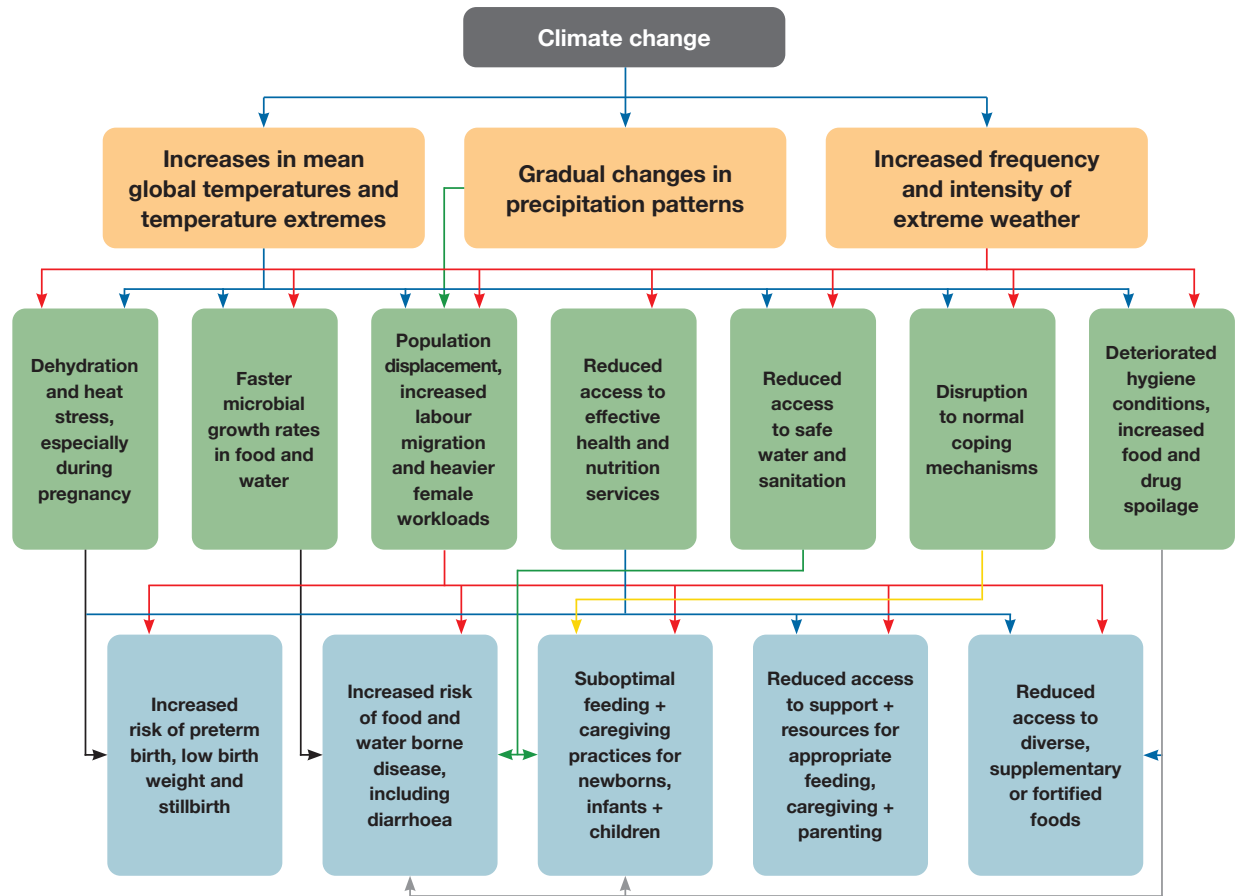 Climate change
Increases in mean
global temperatures and
temperature extremes
Gradual changes in
precipitation patterns
Increased frequency
and intensity of
extreme weather
Dehydration
and heat
stress,
especially
during
pregnancy
Faster
microbial
growth rates
in food and
water
Population
displacement,
increased
labour
migration
and heavier
female
workloads
Reduced
access to
effective
health and
nutrition
services
Reduced
access
to safe
water and
sanitation
Disruption
to normal
coping
mechanisms
Deteriorated
hygiene
conditions,
increased
food and
drug
spoilage
Increased
risk of preterm
birth, low birth
weight and
stillbirth
Increased risk
of food and
water borne
disease,
including
diarrhoea
Suboptimal
feeding +
caregiving
practices for
newborns,
infants +
children
Reduced access
to support +
resources for
appropriate
feeding,
caregiving +
parenting
Reduced
access to
diverse,
supplementary
or fortified
foods